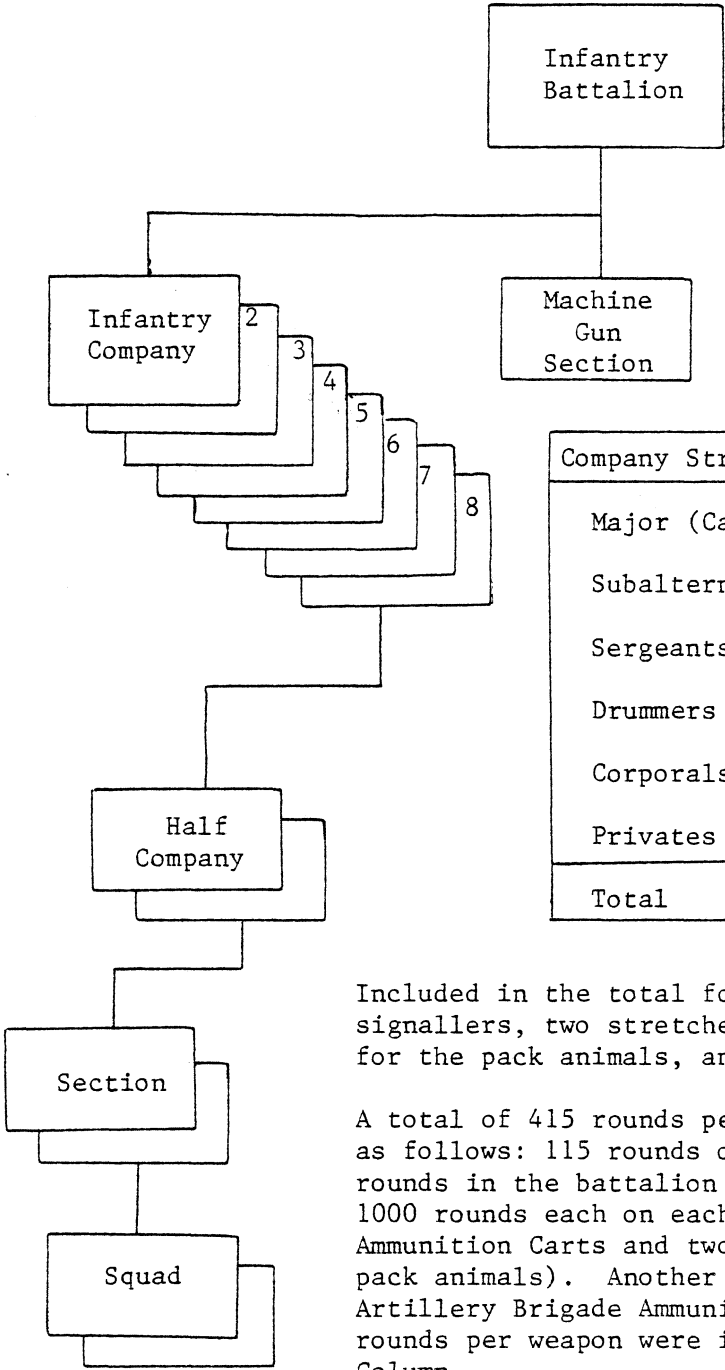 Infantry
Battalion
Infantry
Company
2
3
4
5
6
7
8
Machine
Gun
Section
Company Str
Major (Ca
Subaltern
Sergeants
Drummers
Corporals
Privates
Total
Half
Company
Section
Squad
Included in the total fo
signallers, two stretche
for the pack animals, an
A total of 415 rounds pe
as follows: 115 rounds o
rounds in the battalion
1000 rounds each on each
Ammunition Carts and two
pack animals). Another
Artillery Brigade Ammuni
rounds per weapon were i
Column